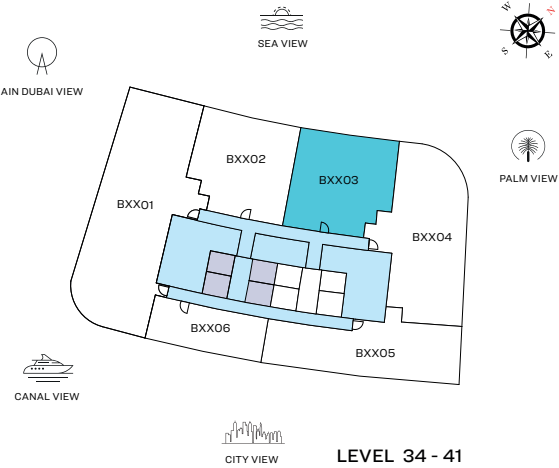 W N
SEA VIEW
S E
AIN DUBAI VIEW
BXX02
PALM VIEW
BXX03
BXX01
BXX04
BXX06
BXX05
CANAL VIEW
CITY VIEW
LEVEL 34 - 41